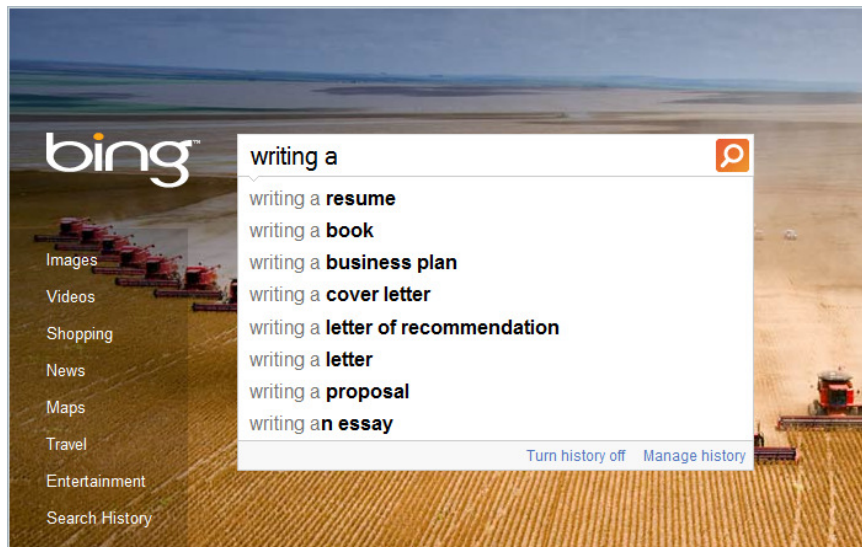 bing™
writing a
writing a resume
writing a book
writing a business plan
writing a cover letter
writing a letter of recommendation
writing a letter
writing a proposal
writing an essay
Turn history off Manage history
Images
Videos
Shopping
News
Maps
Travel
Entertainment
Search History